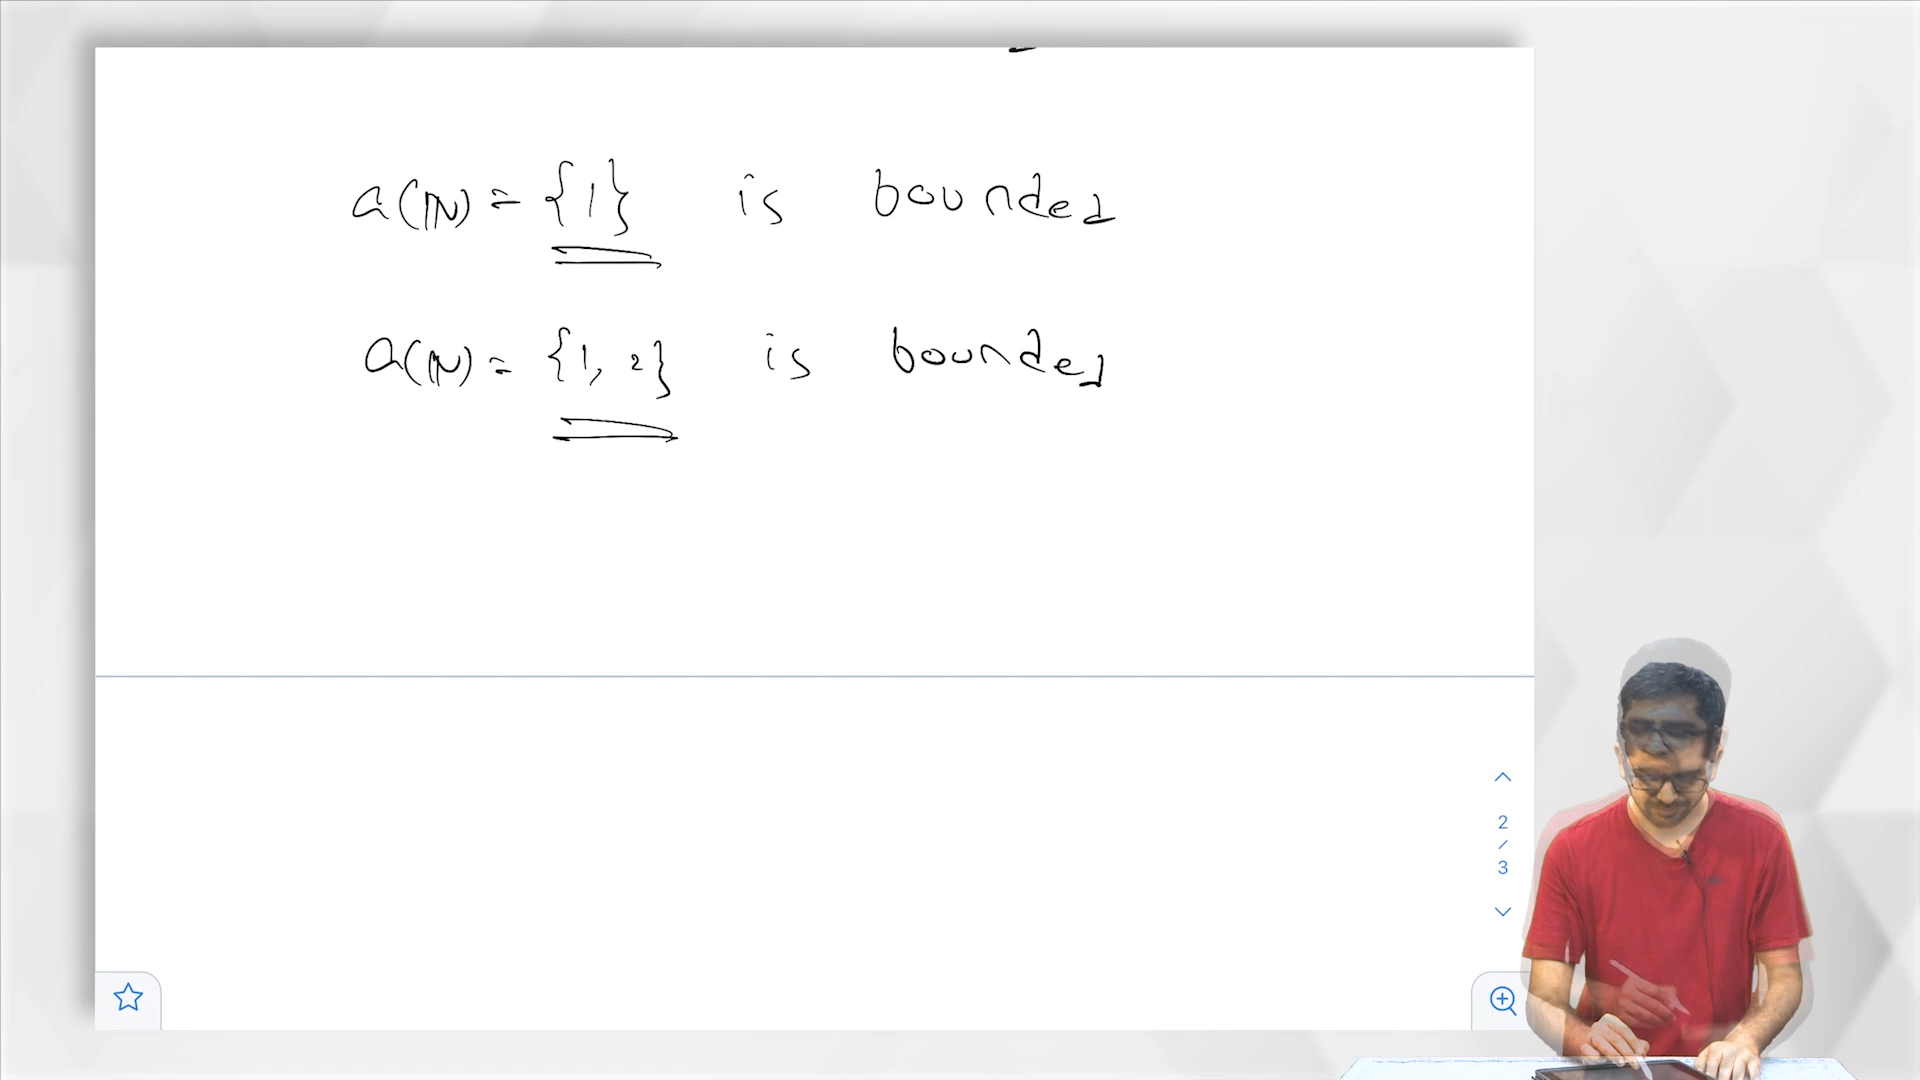 a(ℕ) = {1} is bounded
a(ℕ) = {1, 2} is bounded
2
/
3